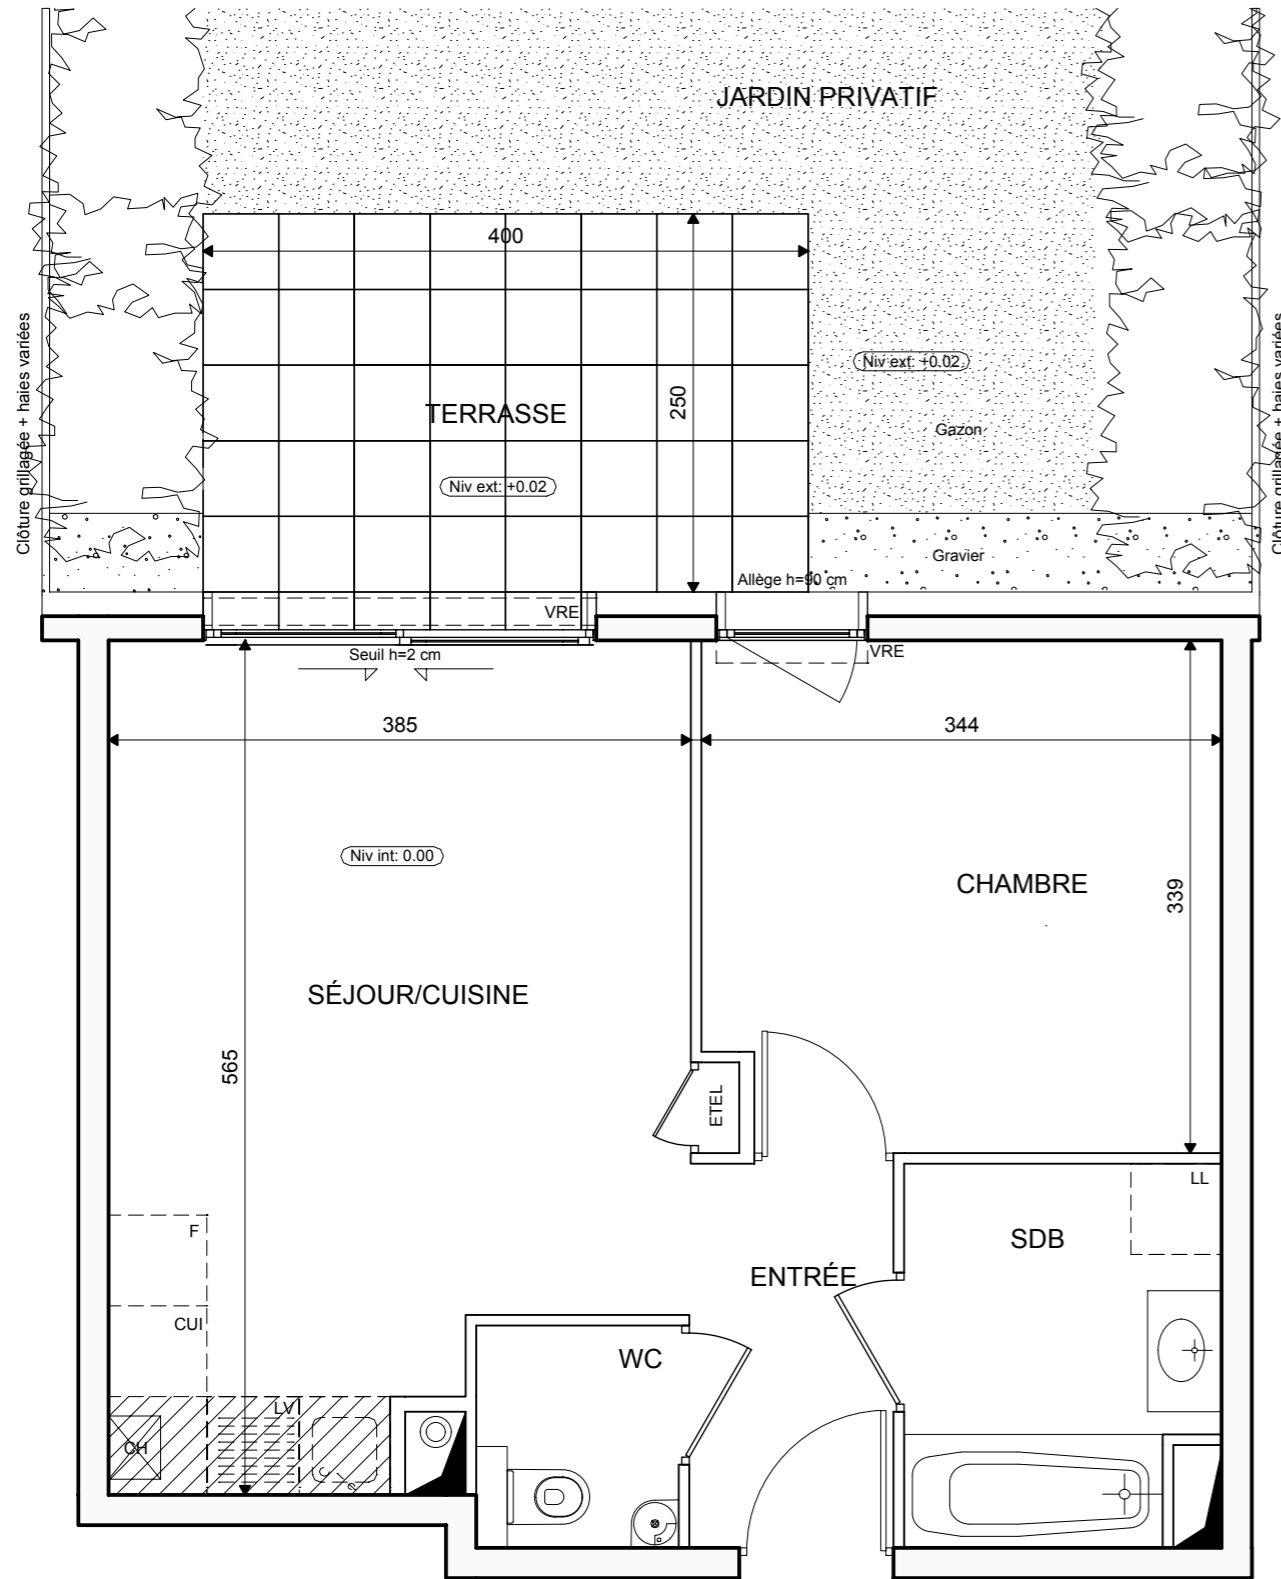 JARDIN PRIVATIF
400
Clôture grillagée + haies variées
Clôture grillagée + haies variées
Niv ext: +0.02
250
TERRASSE
Gazon
Niv ext: +0.02
Gravier
Allège h=90 cm
VRE
Seuil h=2 cm
VRE
385
344
Niv int: 0.00
CHAMBRE
339
SÉJOUR/CUISINE
565
ETEL
LL
F
SDB
ENTRÉE
CUI
WC
LV
CH